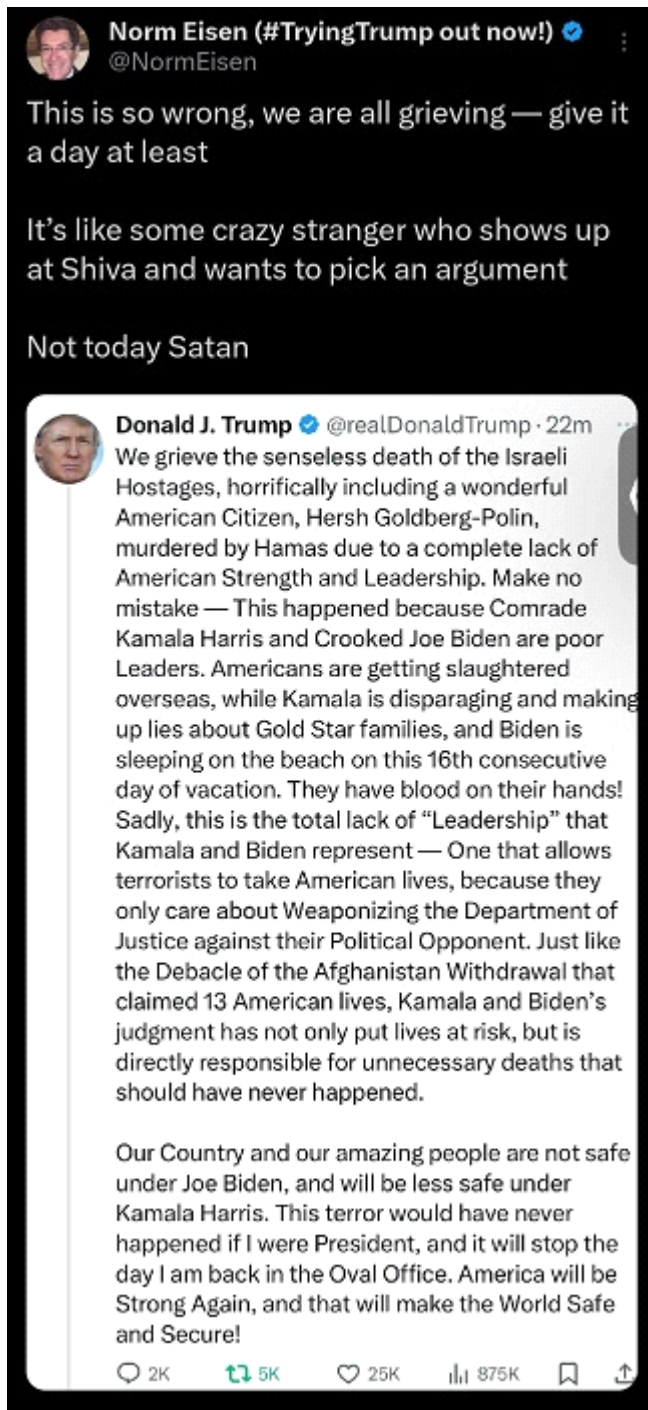 Norm Eisen (#TryingTrump out now!)
@NormEisen
This is so wrong, we are all grieving — give it
a day at least
It's like some crazy stranger who shows up
at Shiva and wants to pick an argument
Not today Satan
Donald J. Trump @realDonaldTrump · 22m
We grieve the senseless death of the Israeli
Hostages, horrifically including a wonderful
American Citizen, Hersh Goldberg-Polin,
murdered by Hamas due to a complete lack of
American Strength and Leadership. Make no
mistake — This happened because Comrade
Kamala Harris and Crooked Joe Biden are poor
Leaders. Americans are getting slaughtered
overseas, while Kamala is disparaging and making
up lies about Gold Star families, and Biden is
sleeping on the beach on this 16th consecutive
day of vacation. They have blood on their hands!
Sadly, this is the total lack of “Leadership” that
Kamala and Biden represent — One that allows
terrorists to take American lives, because they
only care about Weaponizing the Department of
Justice against their Political Opponent. Just like
the Debacle of the Afghanistan Withdrawal that
claimed 13 American lives, Kamala and Biden's
judgment has not only put lives at risk, but is
directly responsible for unnecessary deaths that
should have never happened.
Our Country and our amazing people are not safe
under Joe Biden, and will be less safe under
Kamala Harris. This terror would have never
happened if I were President, and it will stop the
day I am back in the Oval Office. America will be
Strong Again, and that will make the World Safe
and Secure!
2K 5K 25K 875K